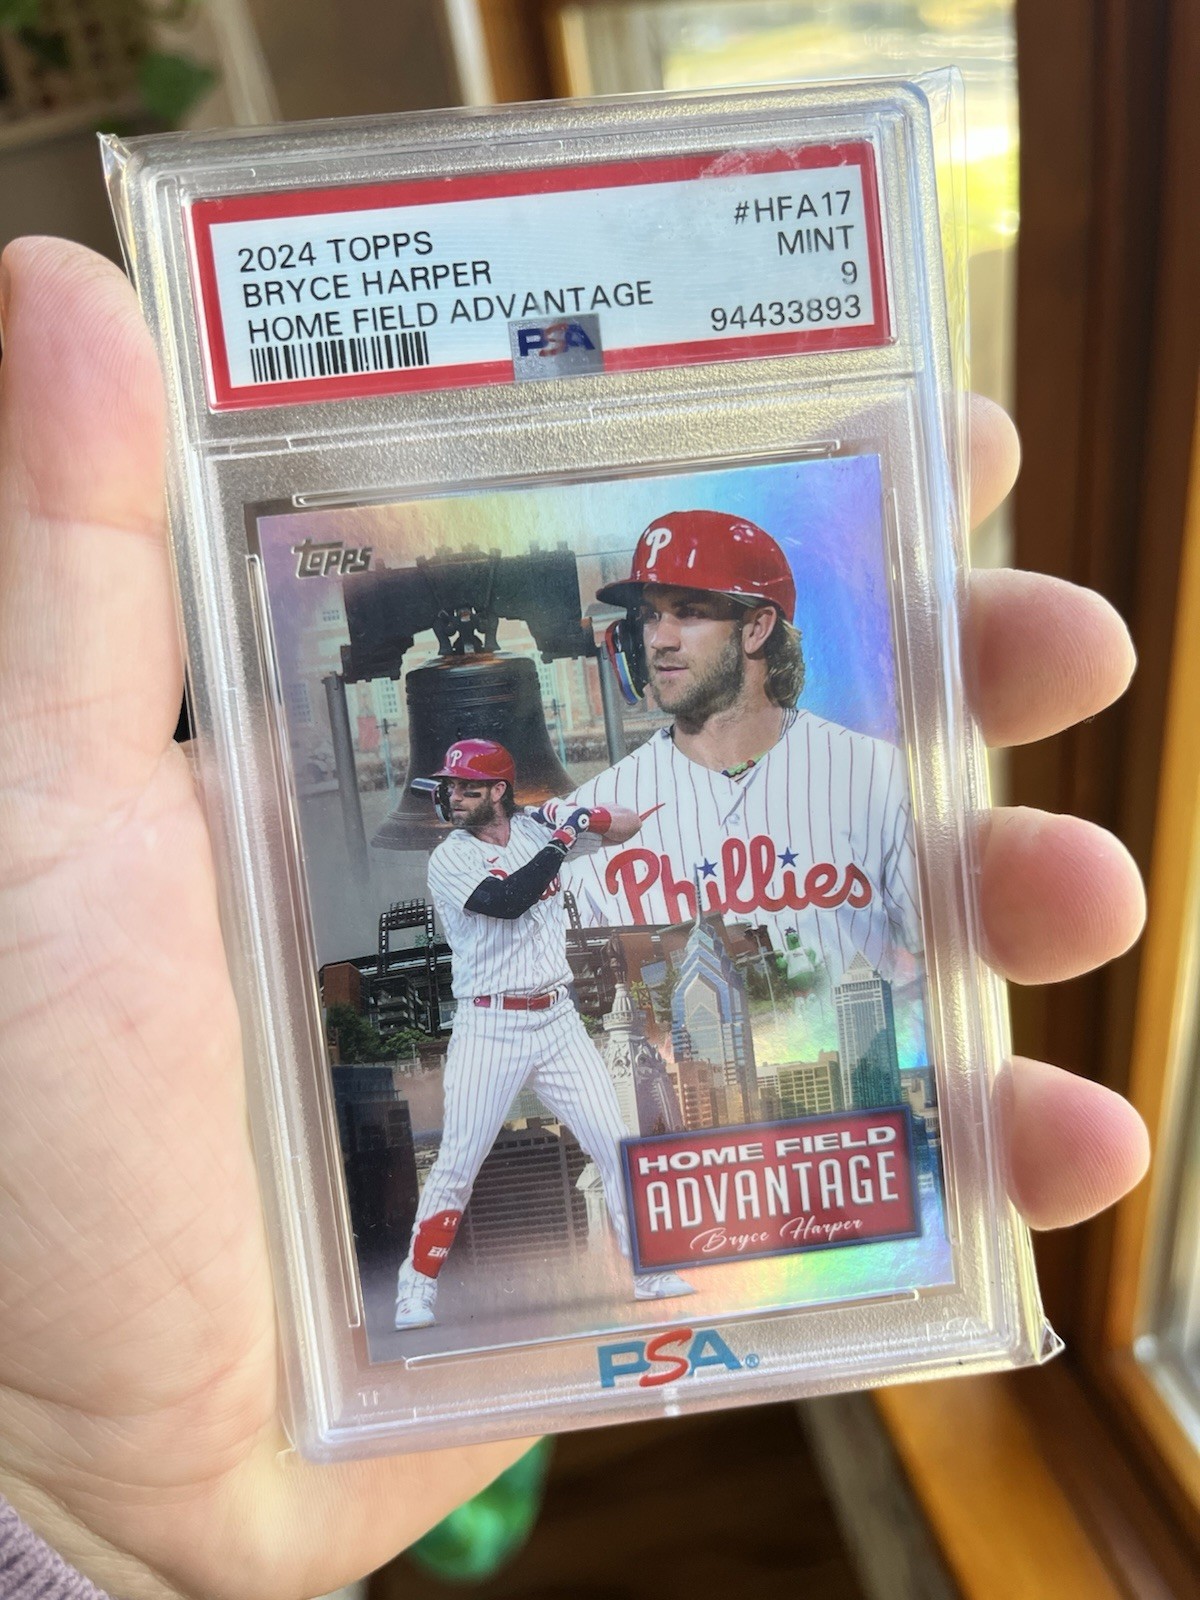 2024 TOPPS
BRYCE HARPER
HOME FIELD ADVANTAGE
#HFA17
MINT
9
94433893
PSA
TOPPS
P
Phillies
P
HOME FIELD
ADVANTAGE
Bryce Harper
PSA®